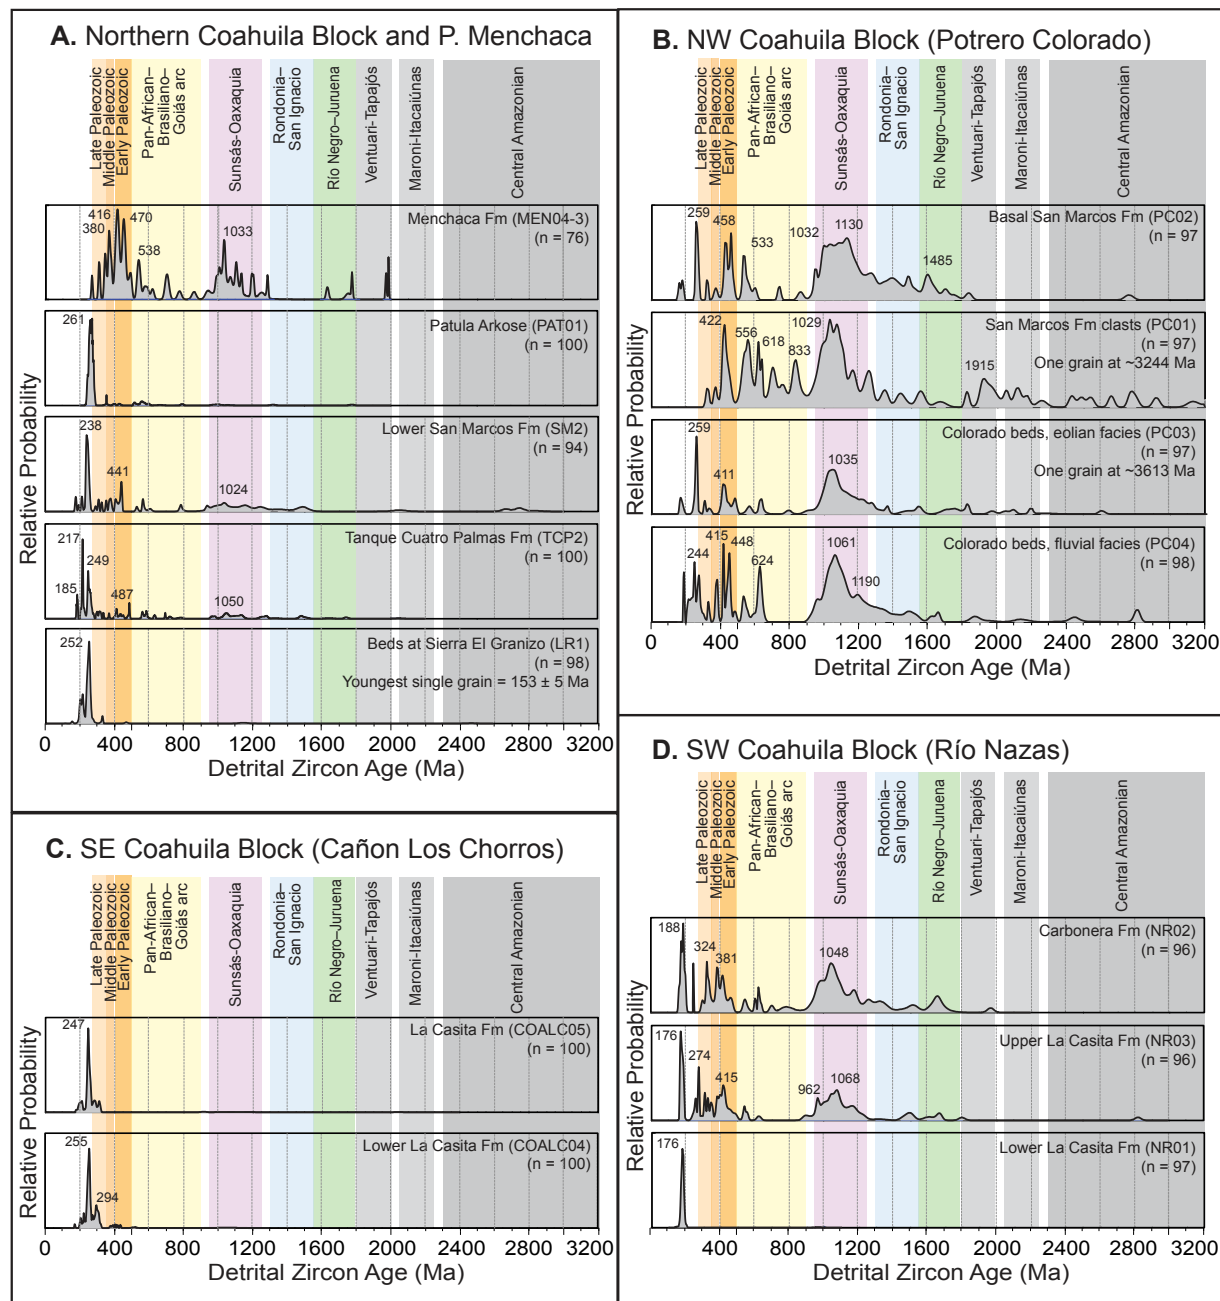 A. Northern Coahuila Block and P. Menchaca
Late Paleozoic
Middle Paleozoic
Early Paleozoic
Pan-African–
Brasiliano–
Goiás arc
Sunsás-Oaxaquia
Rondonia–
San Ignacio
Río Negro–Juruena
Ventuari-Tapajós
Maroni-Itacaiúnas
Central Amazonian
Relative Probability
416
380
470
538
1033
Menchaca Fm (MEN04-3)
(n = 76)
261
Patula Arkose (PAT01)
(n = 100)
238
441
1024
Lower San Marcos Fm (SM2)
(n = 94)
217
249
185
487
1050
Tanque Cuatro Palmas Fm (TCP2)
(n = 100)
252
Beds at Sierra El Granizo (LR1)
(n = 98)
Youngest single grain = 153 ± 5 Ma
0 400 800 1200 1600 2000 2400 2800 3200
Detrital Zircon Age (Ma)
B. NW Coahuila Block (Potrero Colorado)
Late Paleozoic
Middle Paleozoic
Early Paleozoic
Pan-African–
Brasiliano–
Goiás arc
Sunsás-Oaxaquia
Rondonia–
San Ignacio
Río Negro–Juruena
Ventuari-Tapajós
Maroni-Itacaiúnas
Central Amazonian
Relative Probability
259
458
533
1032
1130
1485
Basal San Marcos Fm (PC02)
n = 97
422
556
618
833
1029
1915
San Marcos Fm clasts (PC01)
(n = 97)
One grain at ~3244 Ma
259
411
1035
Colorado beds, eolian facies (PC03)
(n = 97)
One grain at ~3613 Ma
244
415
448
624
1061
1190
Colorado beds, fluvial facies (PC04)
(n = 98)
0 400 800 1200 1600 2000 2400 2800 3200
Detrital Zircon Age (Ma)
C. SE Coahuila Block (Cañon Los Chorros)
Late Paleozoic
Middle Paleozoic
Early Paleozoic
Pan-African–
Brasiliano–
Goiás arc
Sunsás-Oaxaquia
Rondonia–
San Ignacio
Río Negro–Juruena
Ventuari-Tapajós
Maroni-Itacaiúnas
Central Amazonian
Relative Probability
247
La Casita Fm (COALC05)
(n = 100)
255
294
Lower La Casita Fm (COALC04)
(n = 100)
0 400 800 1200 1600 2000 2400 2800 3200
Detrital Zircon Age (Ma)
D. SW Coahuila Block (Río Nazas)
Late Paleozoic
Middle Paleozoic
Early Paleozoic
Pan-African–
Brasiliano–
Goiás arc
Sunsás-Oaxaquia
Rondonia–
San Ignacio
Río Negro–Juruena
Ventuari-Tapajós
Maroni-Itacaiúnas
Central Amazonian
Relative Probability
188
324
381
1048
Carbonera Fm (NR02)
(n = 96)
176
274
415
962
1068
Upper La Casita Fm (NR03)
(n = 96)
176
Lower La Casita Fm (NR01)
(n = 97)
0 400 800 1200 1600 2000 2400 2800 3200
Detrital Zircon Age (Ma)